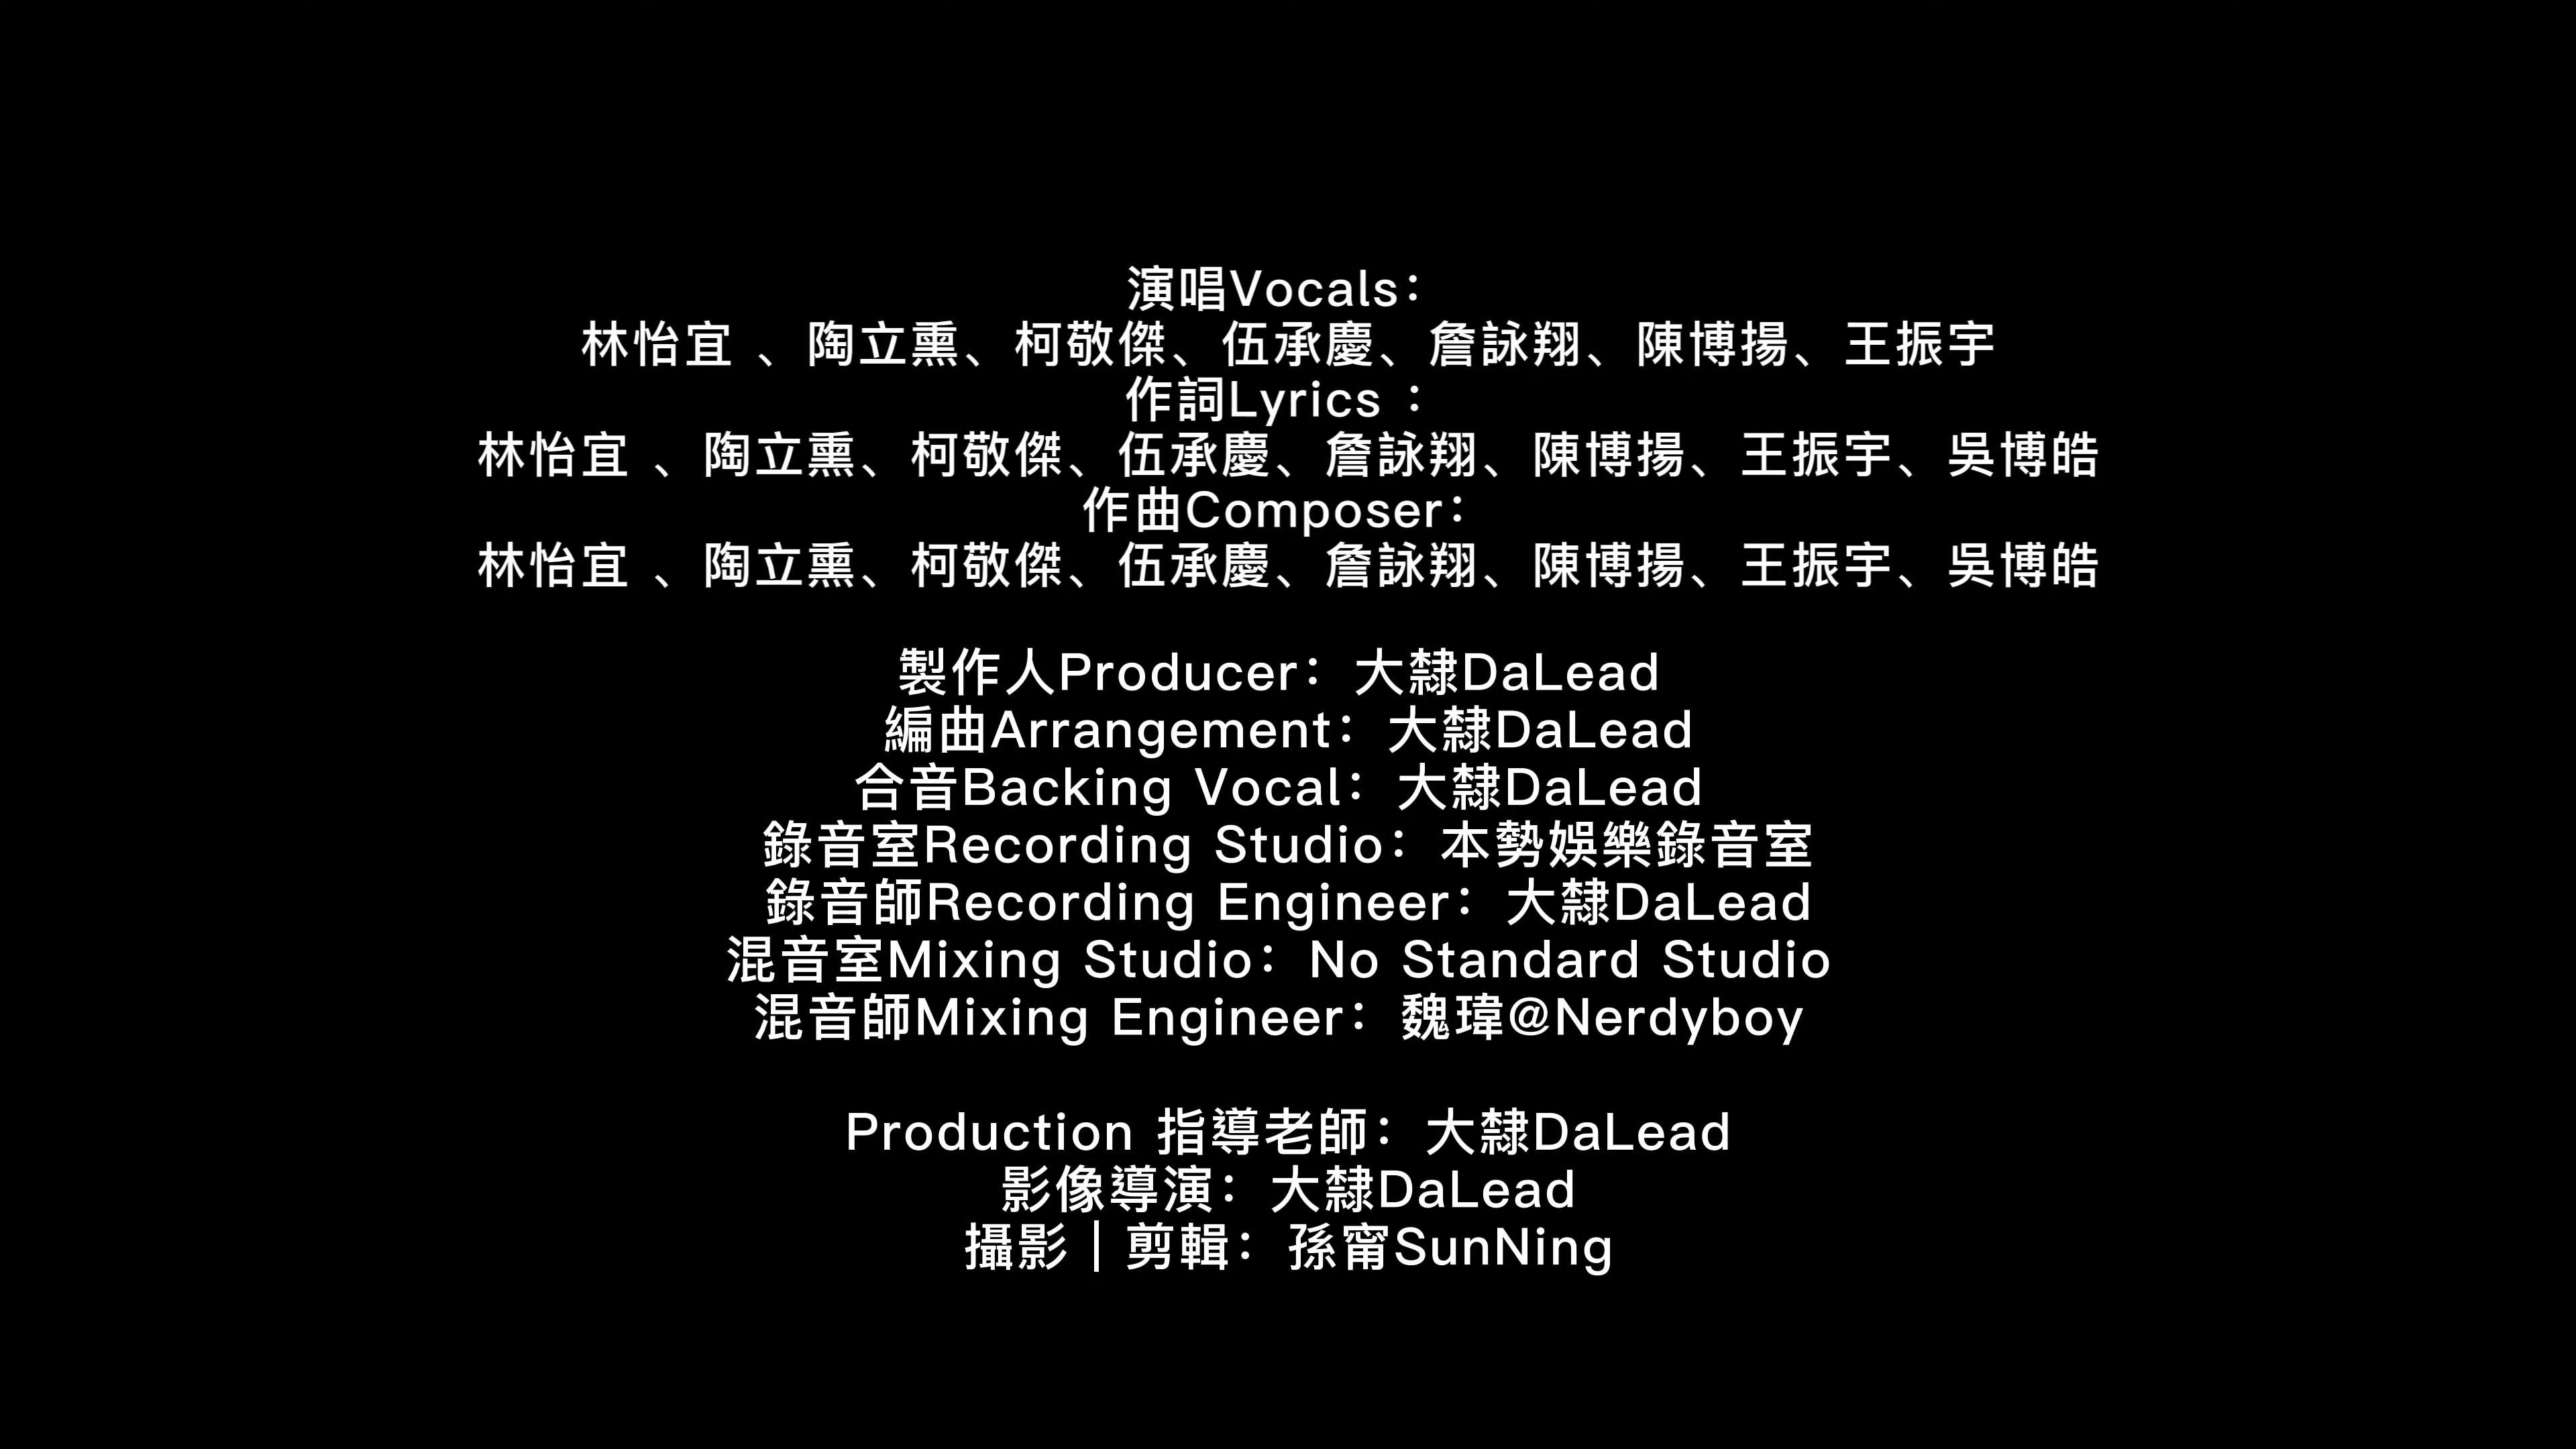 演唱Vocals：
林怡宜 、陶立熏、柯敬傑、伍承慶、詹詠翔、陳博揚、王振宇
作詞Lyrics ：
林怡宜 、陶立熏、柯敬傑、伍承慶、詹詠翔、陳博揚、王振宇、吳博皓
作曲Composer：
林怡宜 、陶立熏、柯敬傑、伍承慶、詹詠翔、陳博揚、王振宇、吳博皓
製作人Producer：大隸DaLead
編曲Arrangement：大隸DaLead
合音Backing Vocal：大隸DaLead
錄音室Recording Studio：本勢娛樂錄音室
錄音師Recording Engineer：大隸DaLead
混音室Mixing Studio：No Standard Studio
混音師Mixing Engineer：魏瑋@Nerdyboy
Production 指導老師：大隸DaLead
影像導演：大隸DaLead
攝影｜剪輯：孫甯SunNing